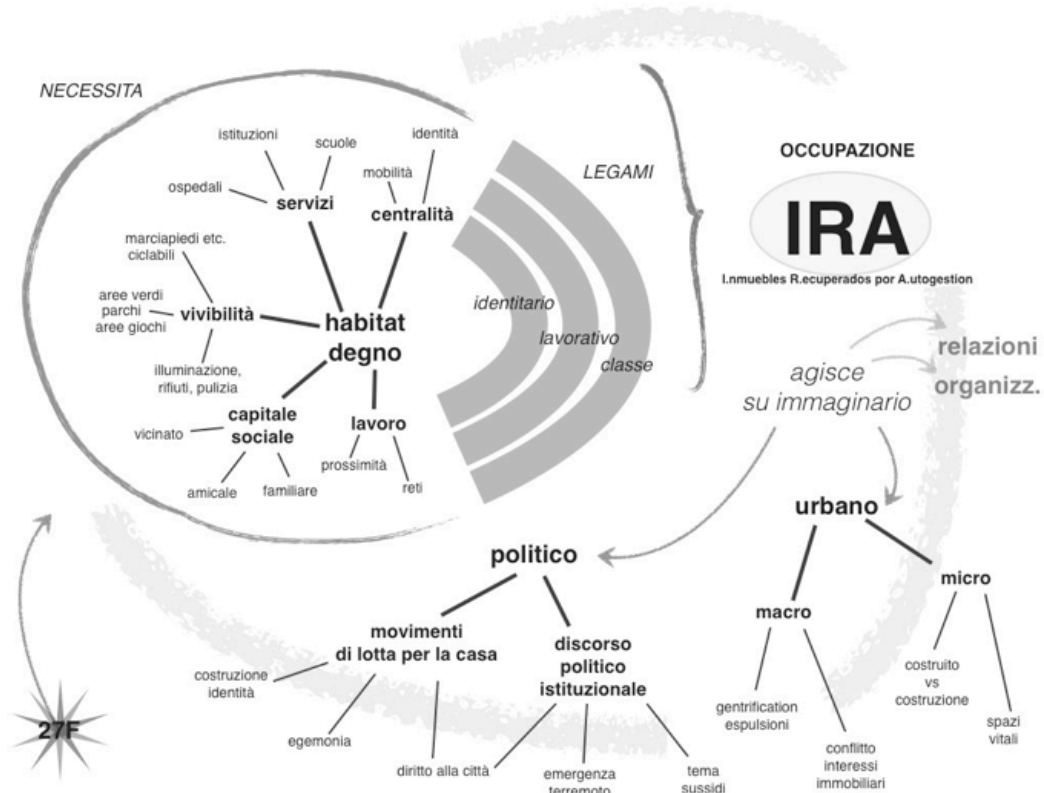 NECESSITA
istituzioni
scuole
identità
mobilità
ospedali
servizi
centralità
marciapiedi etc.
ciclabili
aree verdi
parchi
aree giochi
vivibilità
habitat
degno
illuminazione,
rifiuti, pulizia
capitale
sociale
vicinato
amicale
familiare
lavoro
prossimità
reti
LEGAMI
identitario
lavorativo
classe
OCCUPAZIONE
IRA
I.nmuebles R.ecuperados por A.utogestion
relazioni
organizz.
agisce
su immaginario
urbano
macro
micro
gentrification
espulsioni
conflitto
interessi
immobiliari
costruito
vs
costruzione
spazi
vitali
politico
movimenti
di lotta per la casa
discorso
politico
istituzionale
costruzione
identità
egemonia
diritto alla città
emergenza
terremoto
tema
sussidi
27F